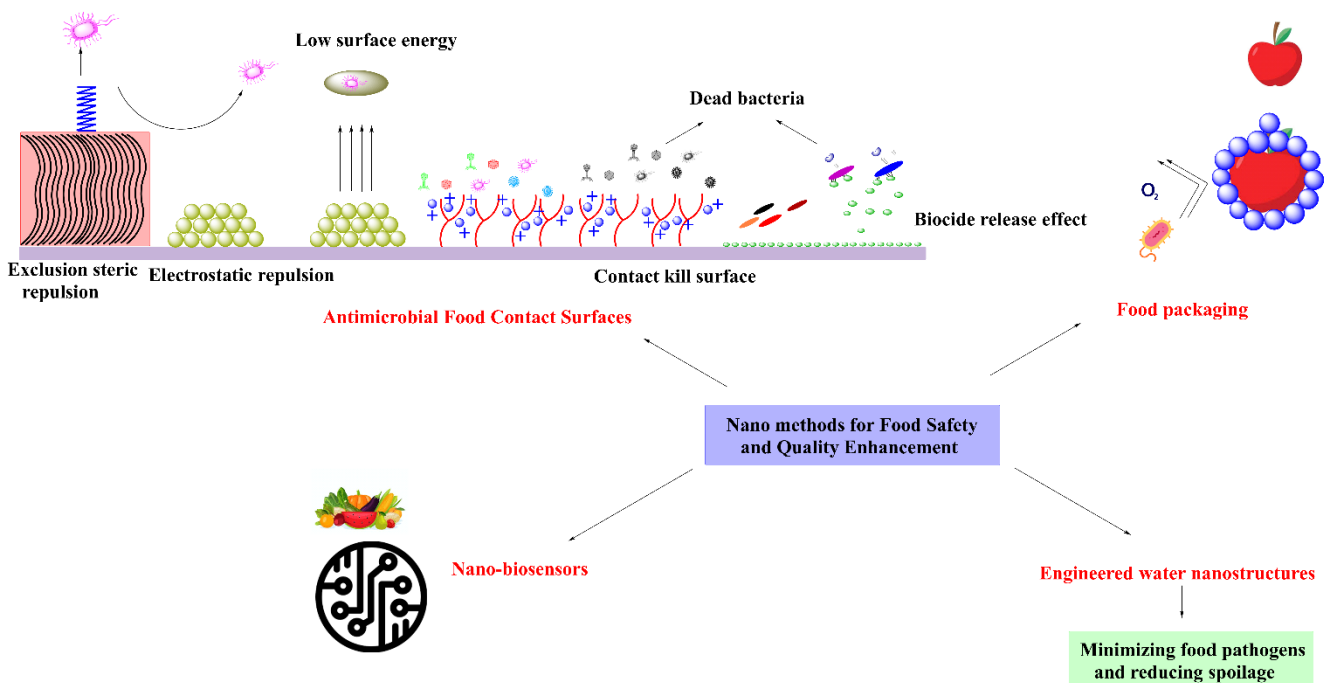 Low surface energy
Dead bacteria
O₂
Biocide release effect
Exclusion steric
repulsion
Electrostatic repulsion
Contact kill surface
Antimicrobial Food Contact Surfaces
Food packaging
Nano methods for Food Safety
and Quality Enhancement
Nano-biosensors
Engineered water nanostructures
Minimizing food pathogens
and reducing spoilage